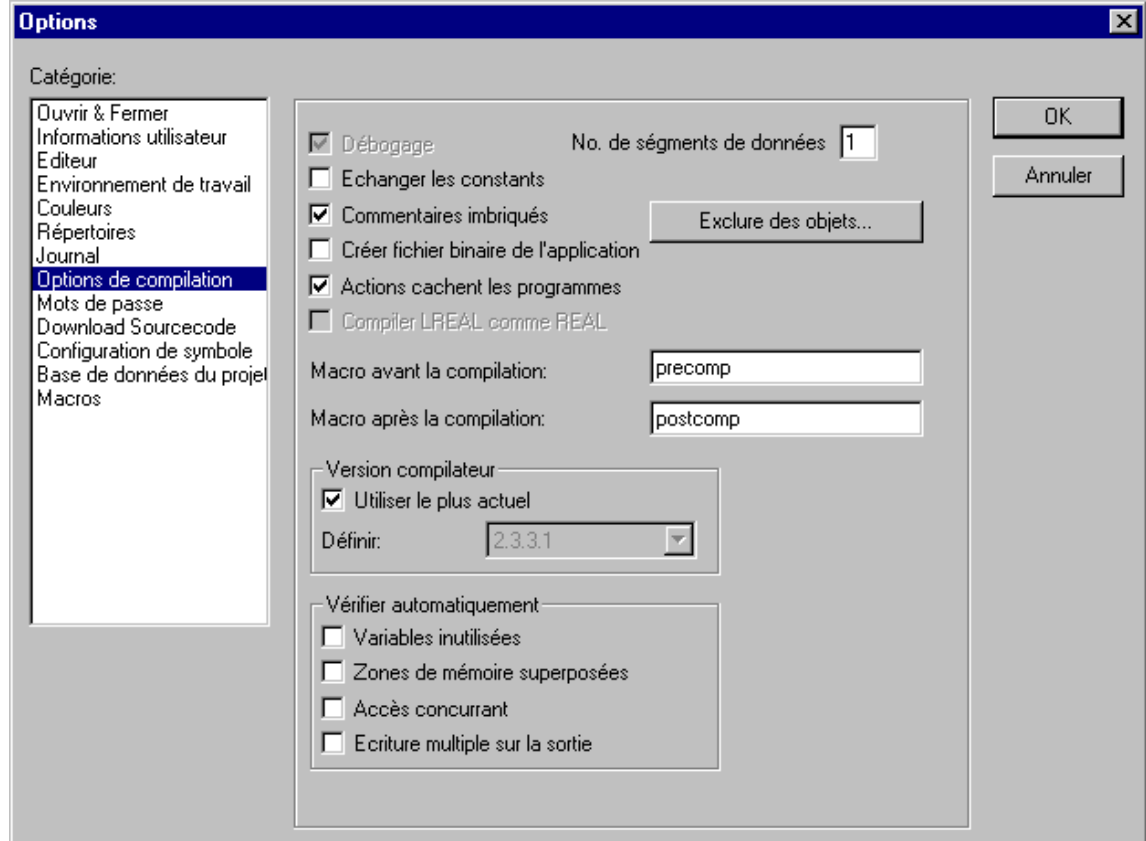 Options
Catégorie:
Ouvrir & Fermer
Informations utilisateur
Editeur
Environnement de travail
Couleurs
Répertoires
Journal
Options de compilation
Mots de passe
Download Sourcecode
Configuration de symbole
Base de données du projet
Macros
Débogage
No. de ségments de données 1
Echanger les constants
Commentaires imbriqués
Exclure des objets...
Créer fichier binaire de l'application
Actions cachent les programmes
Compiler LREAL comme REAL
Macro avant la compilation: precomp
Macro après la compilation: postcomp
Version compilateur
Utiliser le plus actuel
Définir: 2.3.3.1
Vérifier automatiquement
Variables inutilisées
Zones de mémoire superposées
Accès concurrant
Ecriture multiple sur la sortie
OK
Annuler